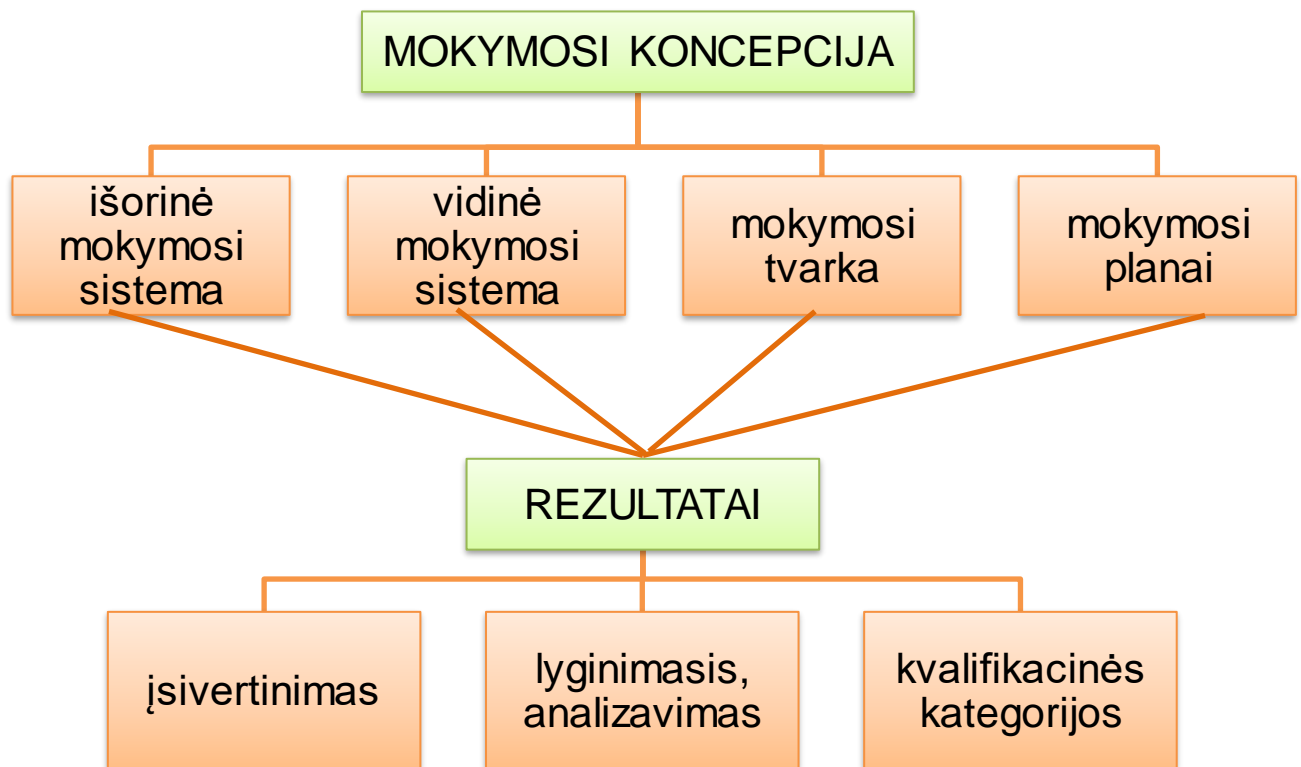 MOKYMOSI KONCEPCIJA
išorinė
mokymosi
sistema
vidinė
mokymosi
sistema
mokymosi
tvarka
mokymosi
planai
REZULTATAI
įsivertinimas
lyginimasis,
analizavimas
kvalifikacinės
kategorijos